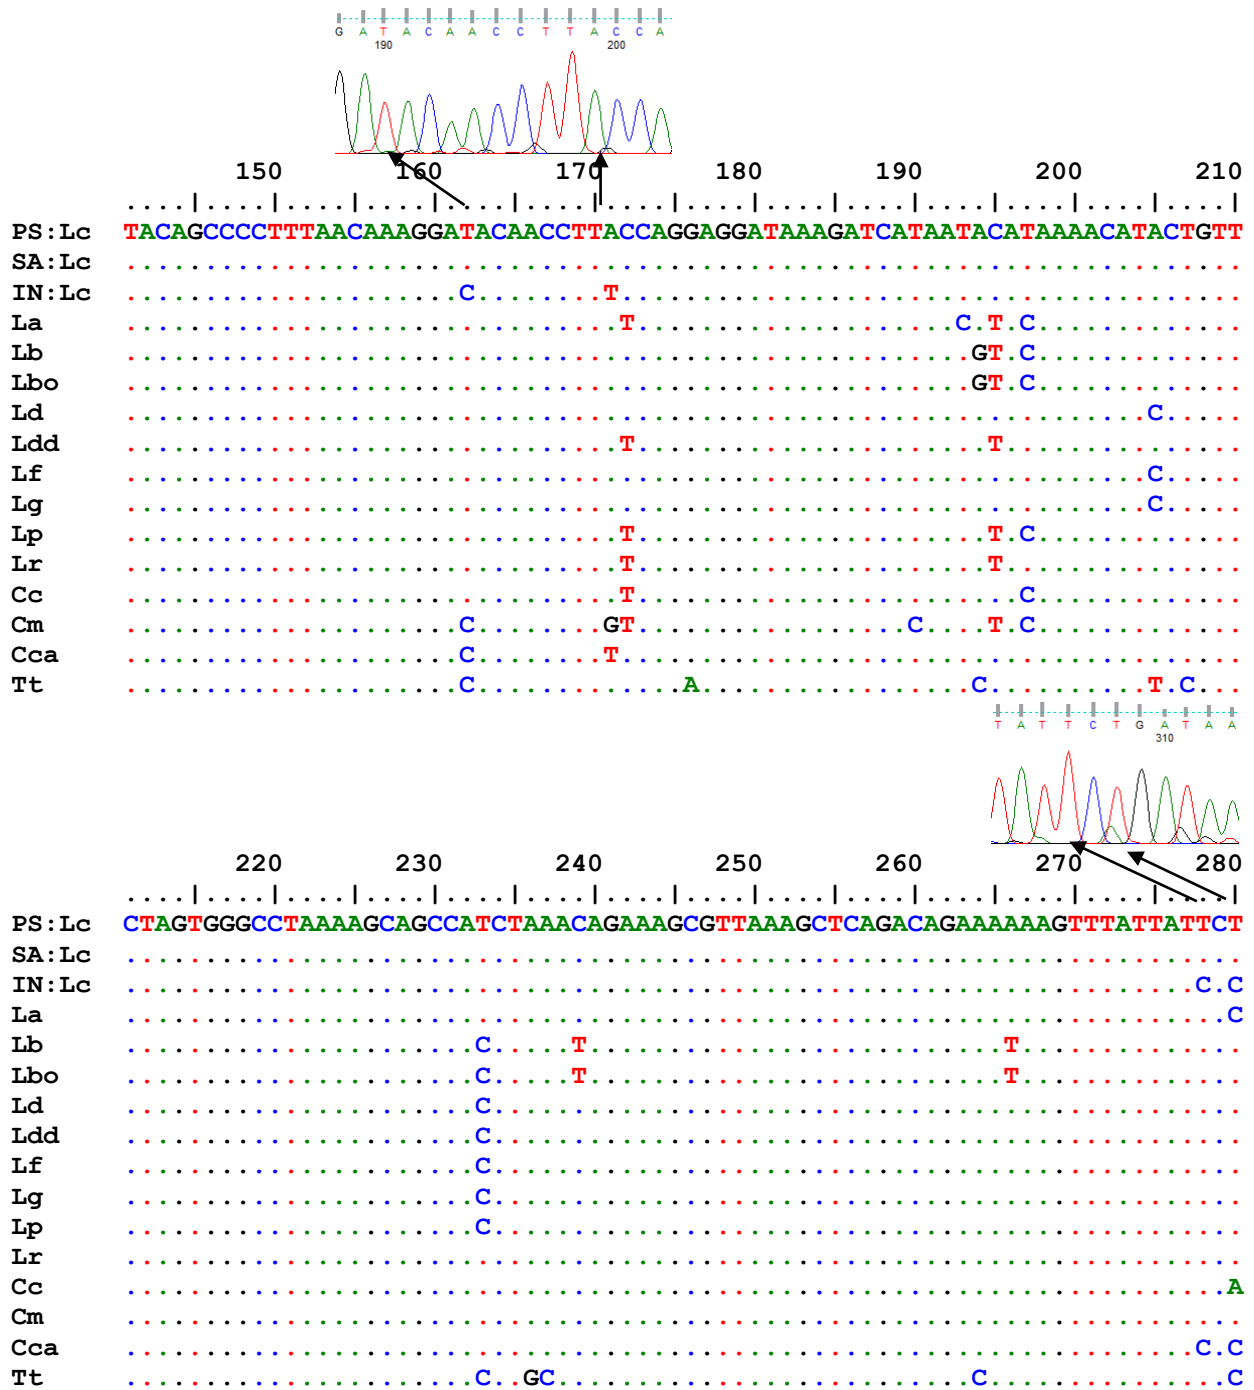 G A T A C A A C C T T A C C A
190 200
150 160 170 180 190 200 210
PS:Lc TACAGCCCCTTTAACAAAGGATACAACCTTACCAGGAGGATAAAGATCATAATACATAAAACATACTGTT
SA:Lc ......................................................................
IN:Lc .....................C........T.......................................
La ...............................T....................C.T.C.............
Lb .....................................................GT.C.............
Lbo .....................................................GT.C.............
Ld ................................................................C.....
Ldd ...............................T......................T...............
Lf ................................................................C.....
Lg ................................................................C.....
Lp ...............................T......................T.C.............
Lr ...............................T......................T...............
Cc ...............................T........................C.............
Cm .....................C........GT.................C....T.C.............
Cca .....................C........T.......................................
Tt .....................C.............A.................C..........T.C...
T A T T C T G A T A A
310
220 230 240 250 260 270 280
PS:Lc CTAGTGGGCCTAAAAGCAGCCATCTAAACAGAAAGCGTTAAAGCTCAGACAGAAAAAAGTTTATTATTCT
SA:Lc ......................................................................
IN:Lc ...................................................................C.C
La .....................................................................C
Lb ......................C.....T..........................T..............
Lbo ......................C.....T..........................T..............
Ld ......................C...............................................
Ldd ......................C...............................................
Lf ......................C...............................................
Lg ......................C...............................................
Lp ......................C...............................................
Lr ......................................................................
Cc .....................................................................A
Cm ......................................................................
Cca ...................................................................C.C
Tt ......................C..GC..........................C...............C